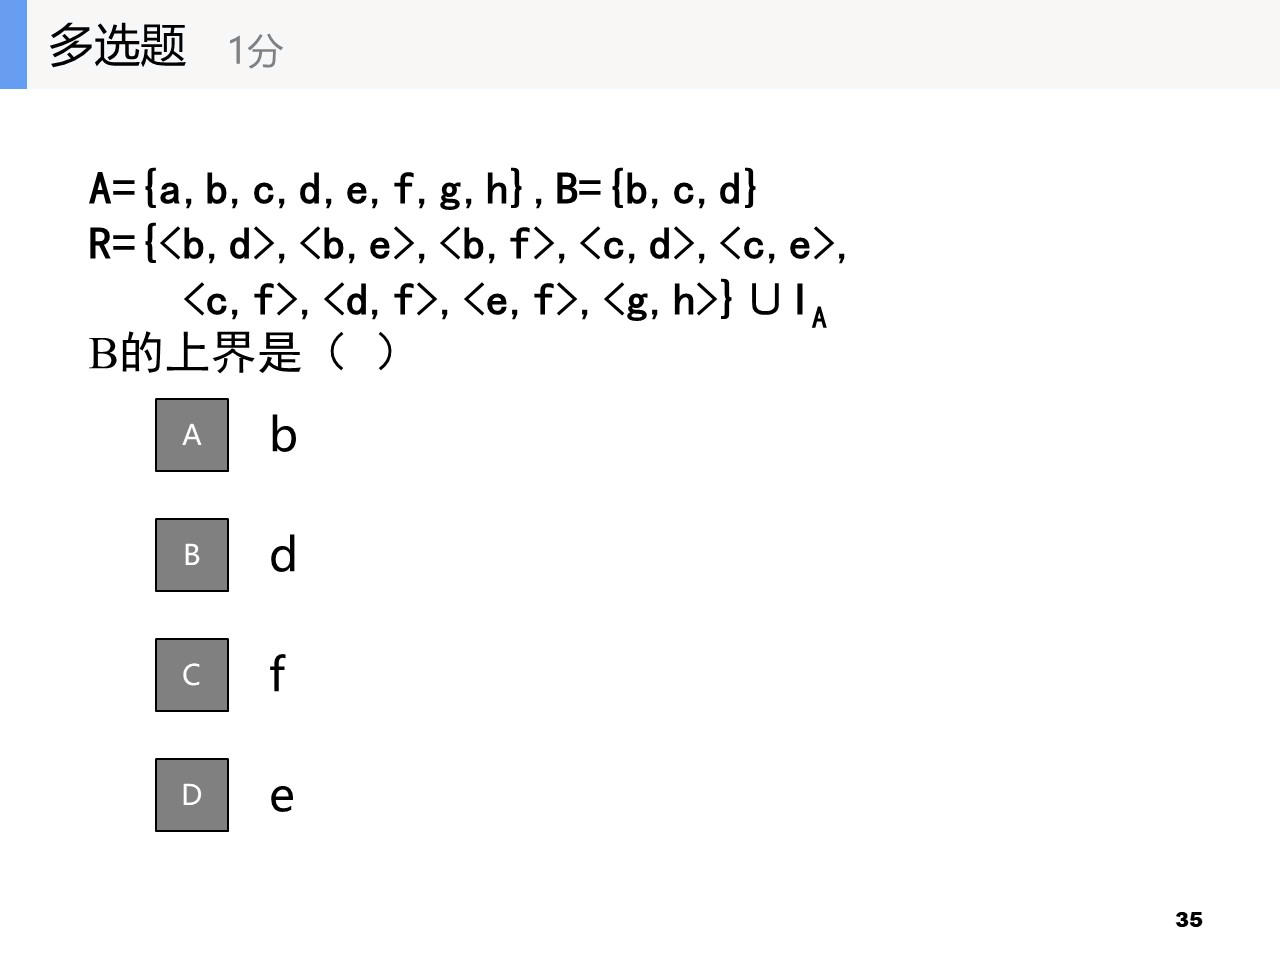 多选题 1分
A={a,b,c,d,e,f,g,h},B={b,c,d}
R={<b,d>,<b,e>,<b,f>,<c,d>,<c,e>,
<c,f>,<d,f>,<e,f>,<g,h>}∪I_A
B的上界是（ ）
A b
B d
C f
D e
35